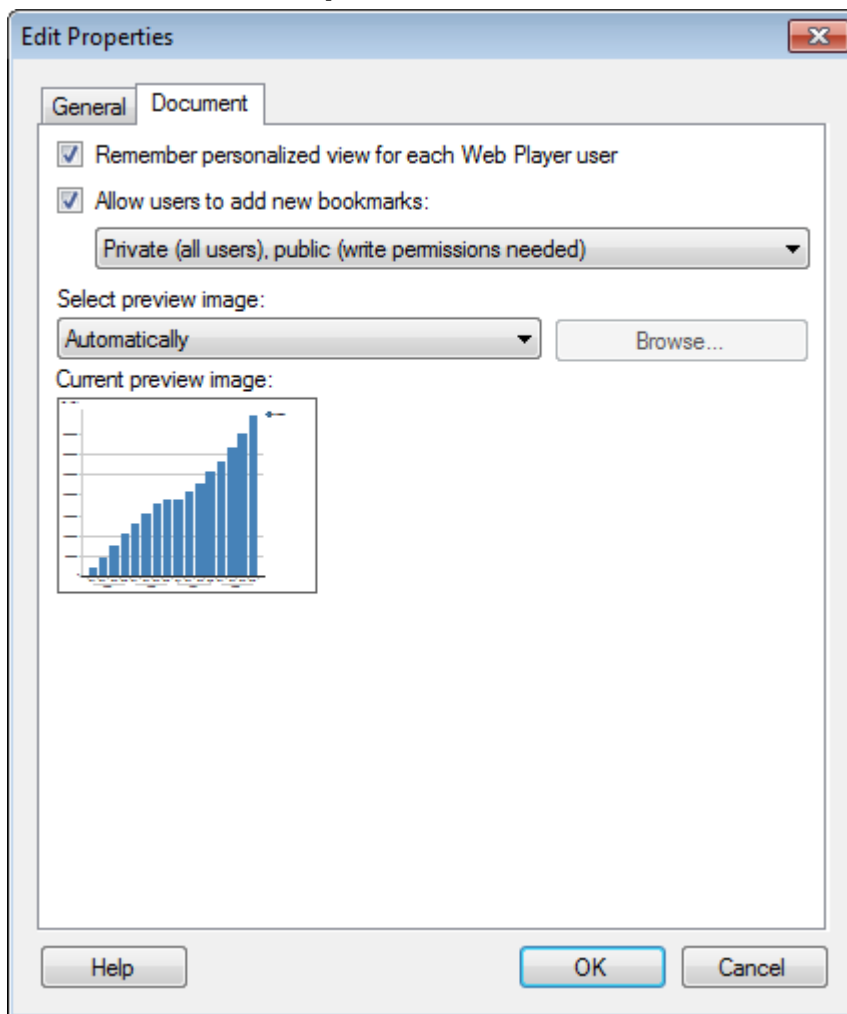 Edit Properties
General
Document
Remember personalized view for each Web Player user
Allow users to add new bookmarks:
Private (all users), public (write permissions needed)
Select preview image:
Automatically
Browse...
Current preview image:
Help
OK
Cancel